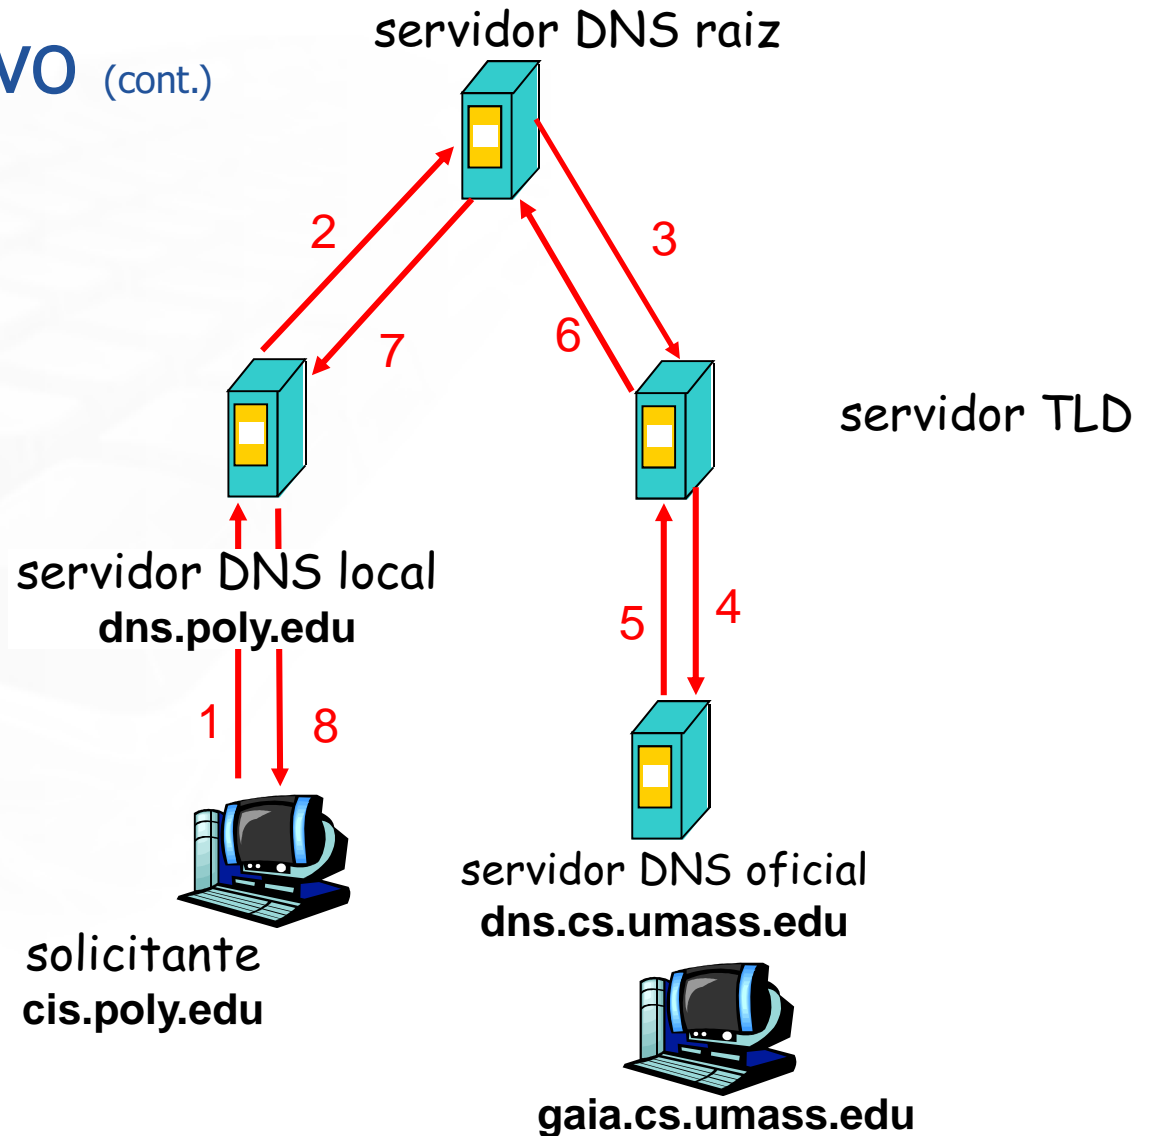 servidor DNS raiz
vo (cont.)
2
3
7
6
servidor TLD
servidor DNS local
dns.poly.edu
5
4
1
8
servidor DNS oficial
dns.cs.umass.edu
solicitante
cis.poly.edu
gaia.cs.umass.edu